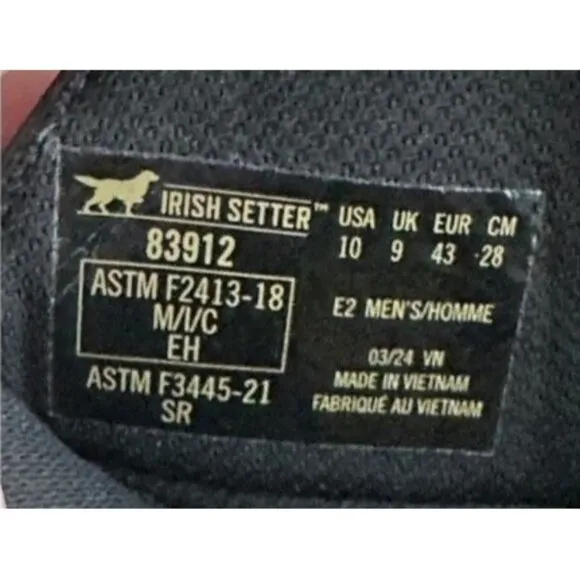 IRISH SETTER™
83912
ASTM F2413-18
M/I/C
EH
ASTM F3445-21
SR
USA UK EUR CM
10 9 43 28
E2 MEN'S/HOMME
03/24 VN
MADE IN VIETNAM
FABRIQUÉ AU VIETNAM